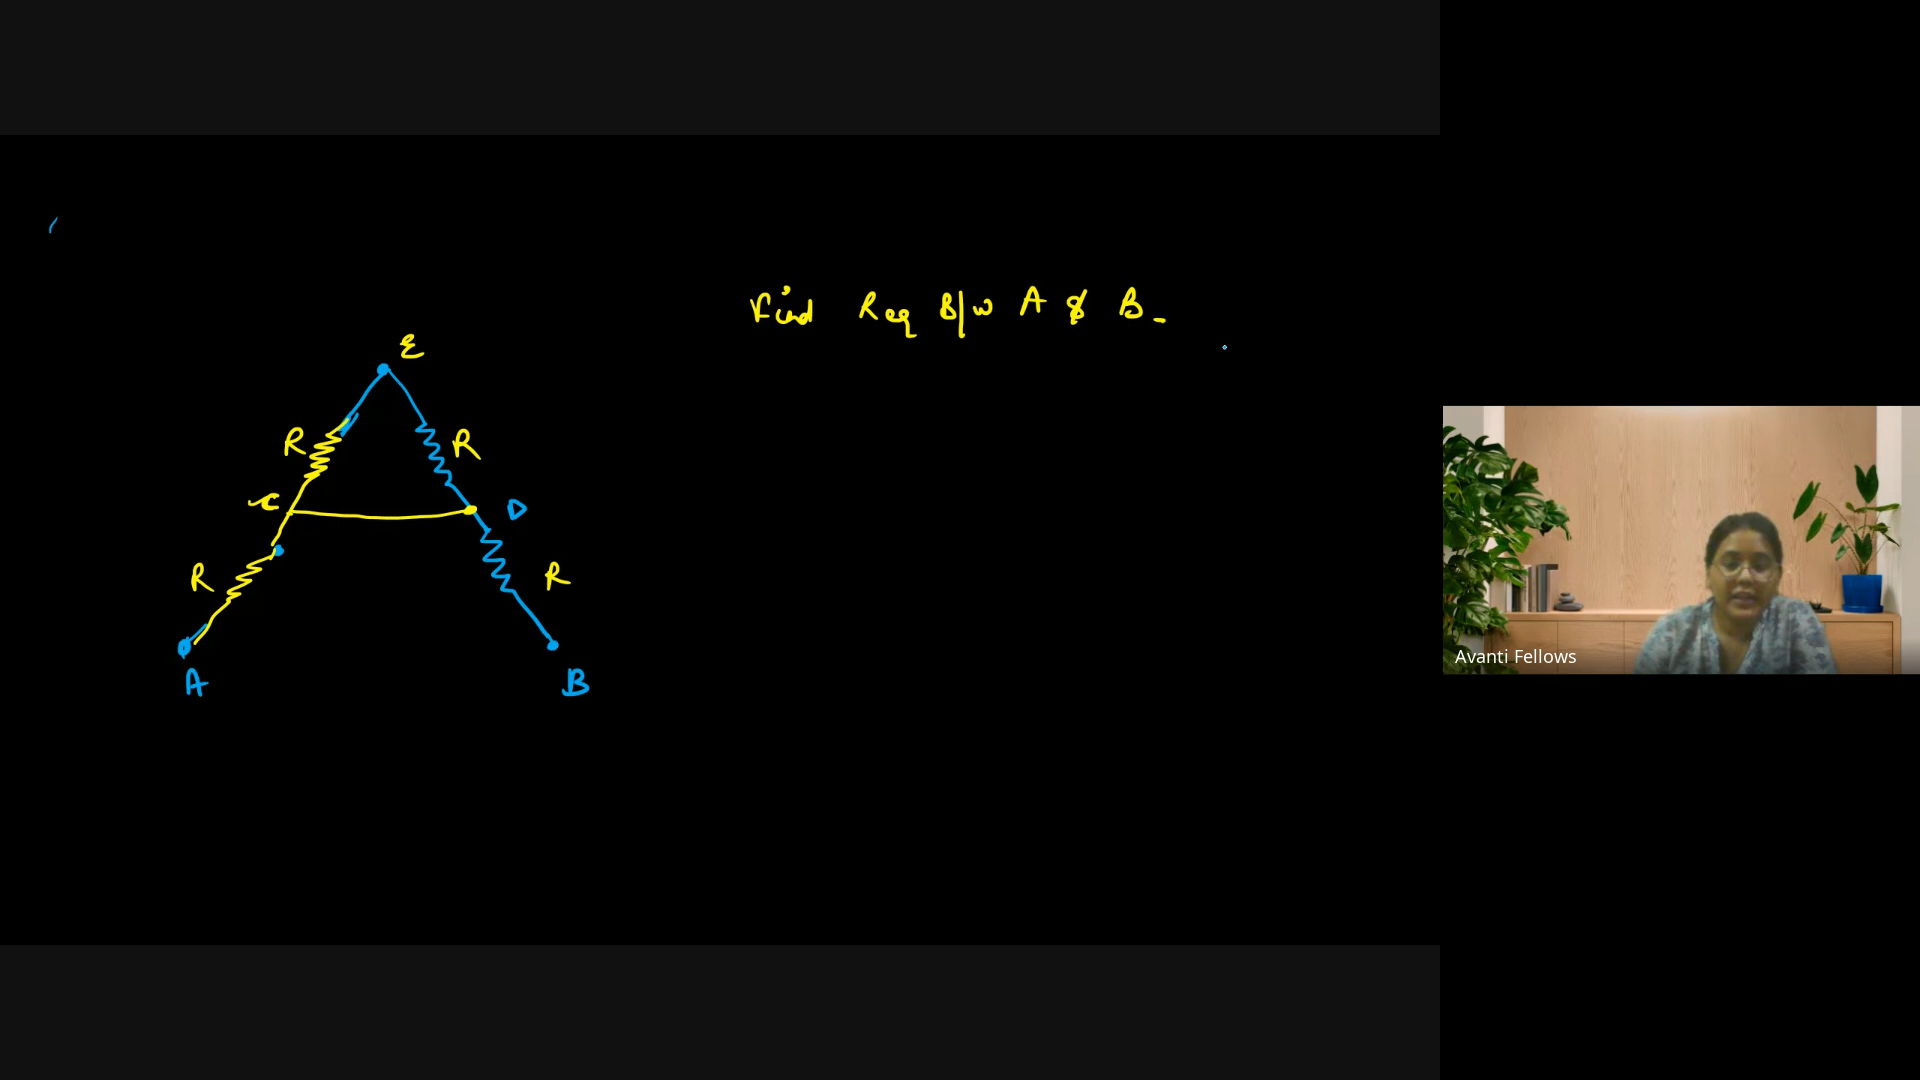 Find Req B/w A & B -
E
R R
C D
R R
A B
Avanti Fellows